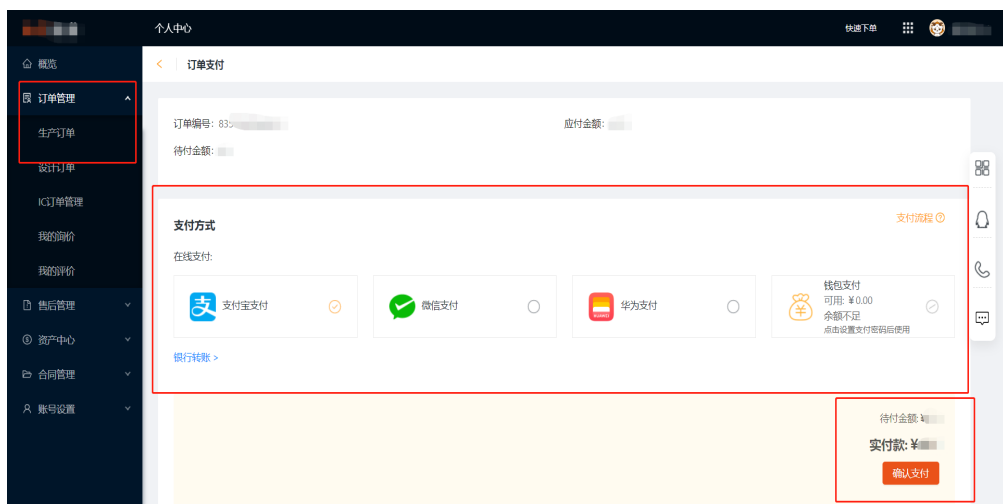 个人中心
快速下单
概览
订单管理
生产订单
设计订单
IC订单管理
我的询价
我的评价
售后管理
资产中心
合同管理
账号设置
< 订单支付
订单编号: 835
应付金额:
待付金额:
支付方式
支付流程
在线支付:
支付宝支付
微信支付
华为支付
钱包支付
可用: ¥0.00
余额不足
点击设置支付密码后使用
银行转账 >
待付金额: ¥
实付款: ¥
确认支付